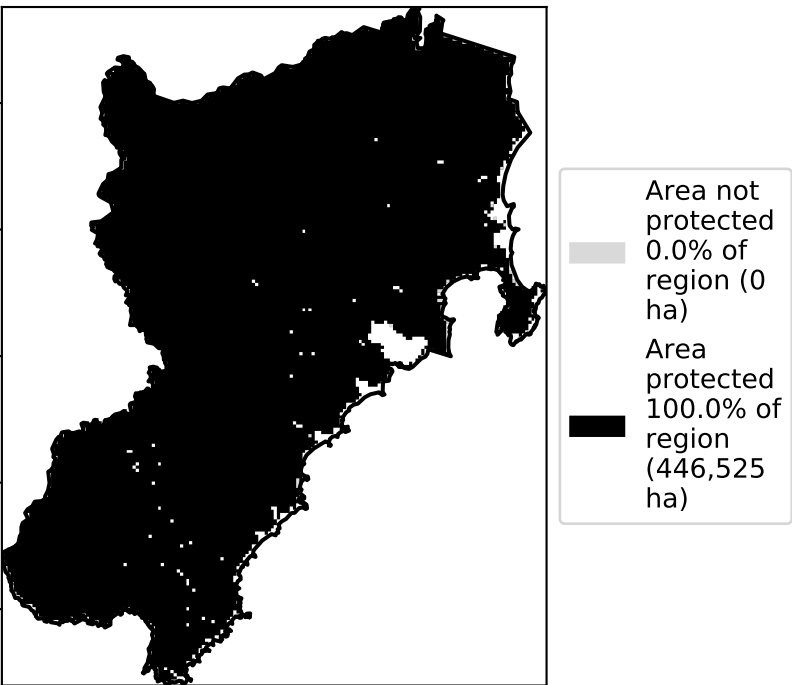 Area not
protected
0.0% of
region (0
ha)
Area
protected
100.0% of
region
(446,525
ha)